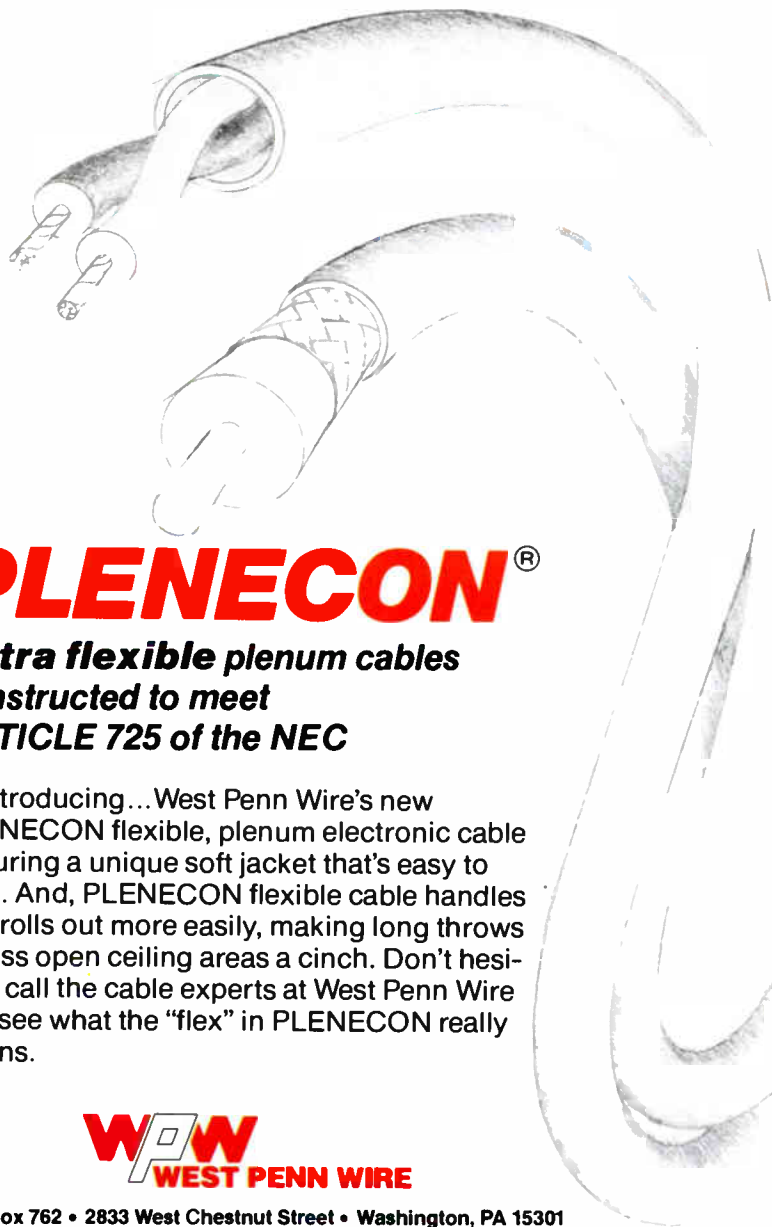 PLENECON®
tra flexible plenum cables
nstructed to meet
TICLE 725 of the NEC
troducing...West Penn Wire's new
ENECON flexible, plenum electronic cable
uring a unique soft jacket that's easy to
. And, PLENECON flexible cable handles
rolls out more easily, making long throws
ss open ceiling areas a cinch. Don't hesi-
call the cable experts at West Penn Wire
see what the "flex" in PLENECON really
ns.
WPW
WEST PENN WIRE
ox 762 • 2833 West Chestnut Street • Washington, PA 15301